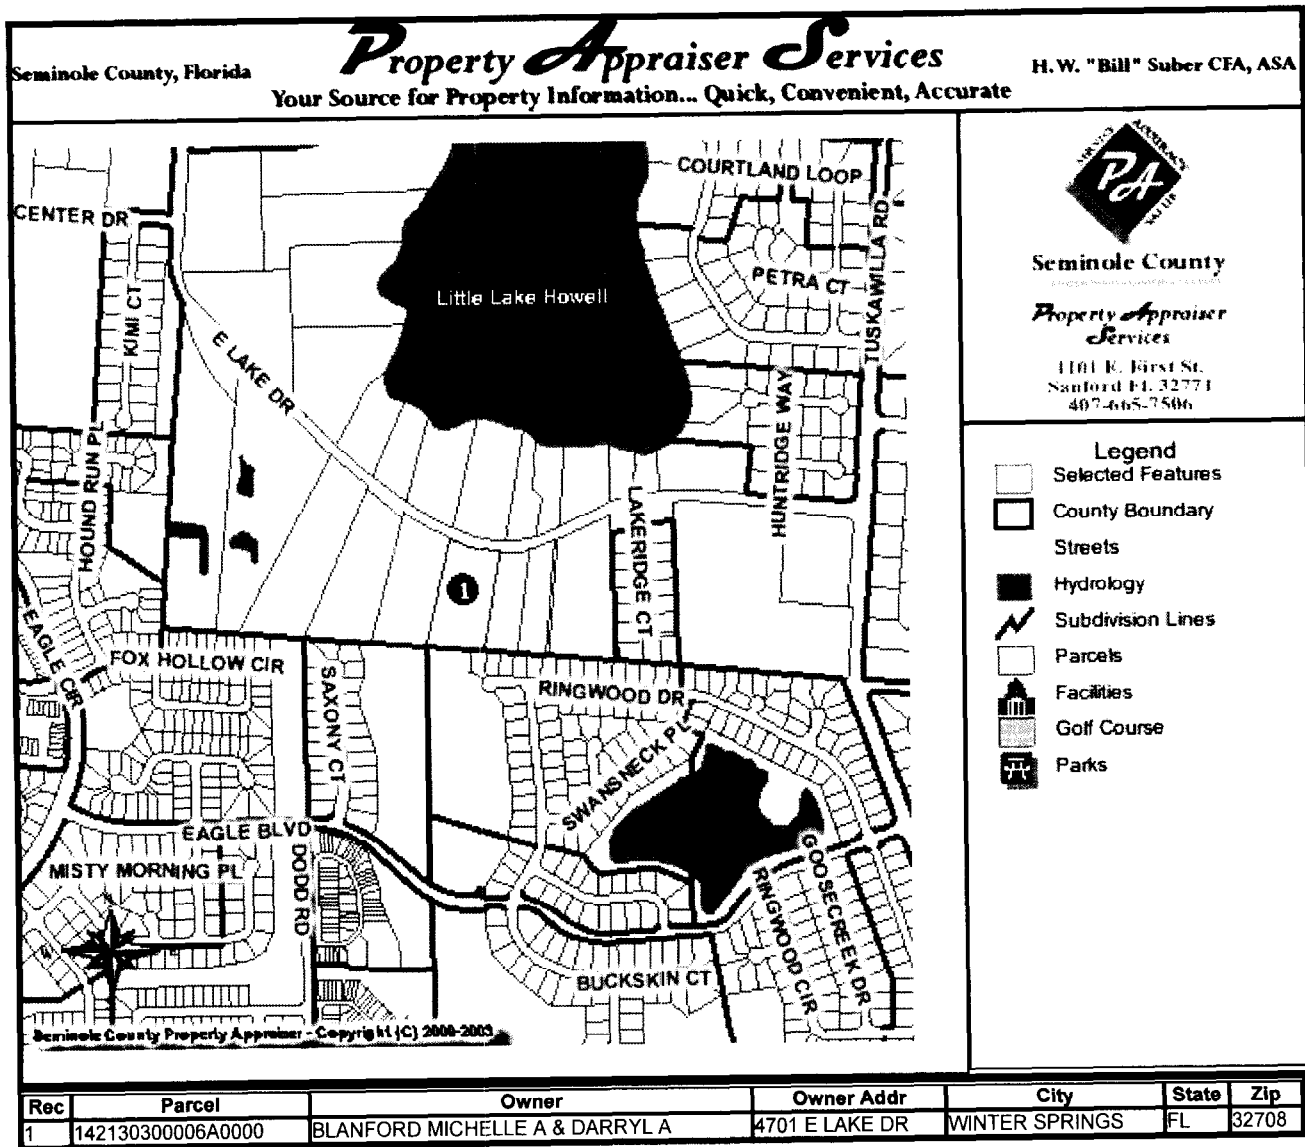 Property Appraiser Services
Seminole County, Florida
H. W. "Bill" Suber CFA, ASA
Your Source for Property Information... Quick, Convenient, Accurate
COURTLAND LOOP
CENTER DR
TUSKAWILLA RD
PETRA CT
KIMI CT
Little Lake Howell
E LAKE DR
HUNTRIDGE WAY
HOUND RUN PL
LAKERIDGE CT
1
EAGLE CIR
FOX HOLLOW CIR
SAXONY CT
RINGWOOD DR
SWANSNECK PL
EAGLE BLVD
DODD RD
MISTY MORNING PL
GOOSECREEK DR
RINGWOOD CIR
BUCKSKIN CT
Seminole County Property Appraiser - Copyright (C) 2000-2003
SERVICE ACCURACY
PA
VALUE
Seminole County
Property Appraiser
Services
1101 E. First St.
Sanford FL 32771
407-665-7506
Legend
Selected Features
County Boundary
Streets
Hydrology
Subdivision Lines
Parcels
Facilities
Golf Course
Parks
Rec Parcel Owner Owner Addr City State Zip
1 142130300006A0000 BLANFORD MICHELLE A & DARRYL A 4701 E LAKE DR WINTER SPRINGS FL 32708